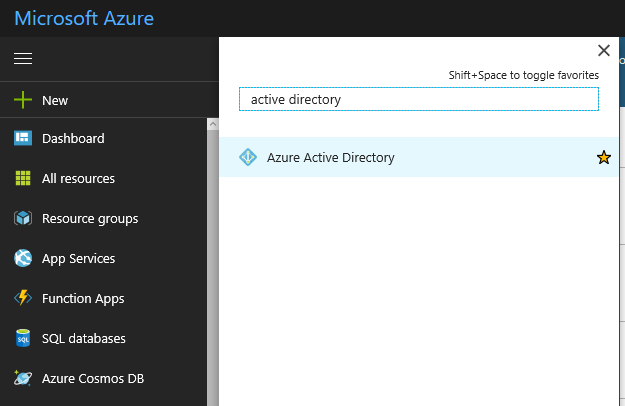 Microsoft Azure
Shift+Space to toggle favorites
active directory
New
Dashboard
Azure Active Directory
All resources
Resource groups
App Services
Function Apps
SQL databases
Azure Cosmos DB